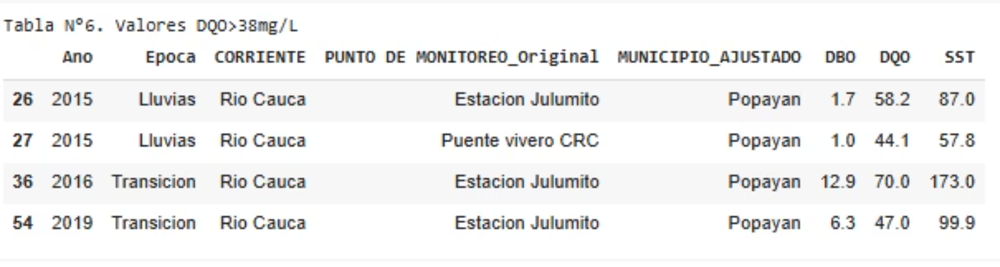 Tabla N°6. Valores DQO>38mg/L
Ano Epoca CORRIENTE PUNTO DE MONITOREO_Original MUNICIPIO_AJUSTADO DBO DQO SST
26 2015 Lluvias Rio Cauca Estacion Julumito Popayan 1.7 58.2 87.0
27 2015 Lluvias Rio Cauca Puente vivero CRC Popayan 1.0 44.1 57.8
36 2016 Transicion Rio Cauca Estacion Julumito Popayan 12.9 70.0 173.0
54 2019 Transicion Rio Cauca Estacion Julumito Popayan 6.3 47.0 99.9